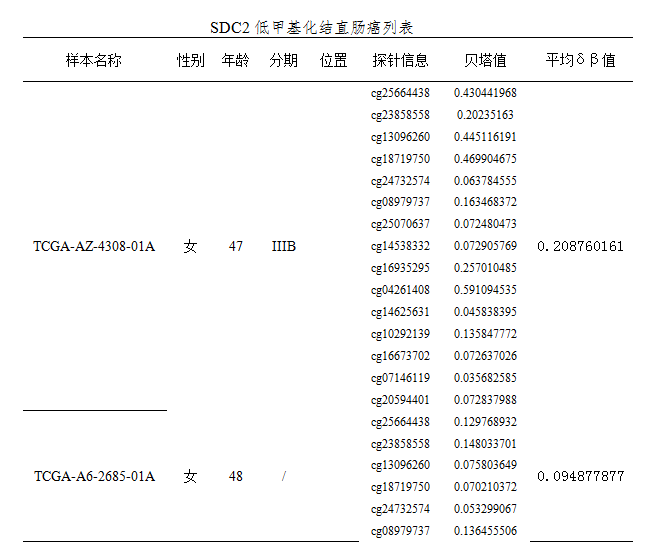 SDC2 低甲基化结直肠癌列表
样本名称 性别 年龄 分期 位置 探针信息 贝塔值 平均δβ值
cg25664438 0.430441968
cg23858558 0.20235163
cg13096260 0.445116191
cg18719750 0.469904675
cg24732574 0.063784555
cg08979737 0.163468372
cg25070637 0.072480473
TCGA-AZ-4308-01A 女 47 IIIB cg14538332 0.072905769 0.208760161
cg16935295 0.257010485
cg04261408 0.591094535
cg14625631 0.045838395
cg10292139 0.135847772
cg16673702 0.072637026
cg07146119 0.035682585
cg20594401 0.072837988
cg25664438 0.129768932
cg23858558 0.148033701
cg13096260 0.075803649
TCGA-A6-2685-01A 女 48 / cg18719750 0.070210372 0.094877877
cg24732574 0.053299067
cg08979737 0.136455506